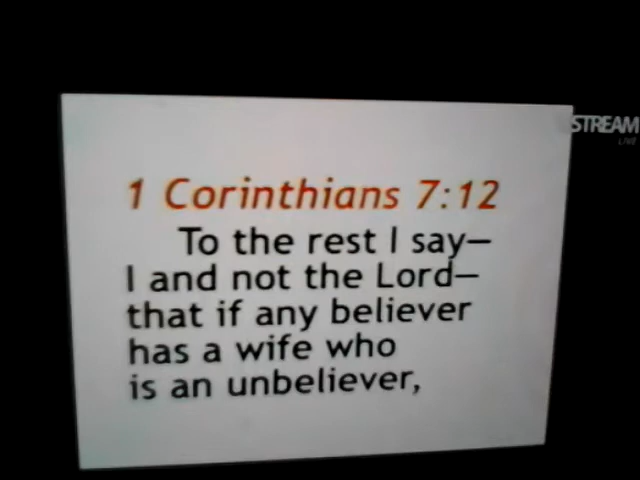 STREAM
LIVE
1 Corinthians 7:12
To the rest I say—
I and not the Lord—
that if any believer
has a wife who
is an unbeliever,